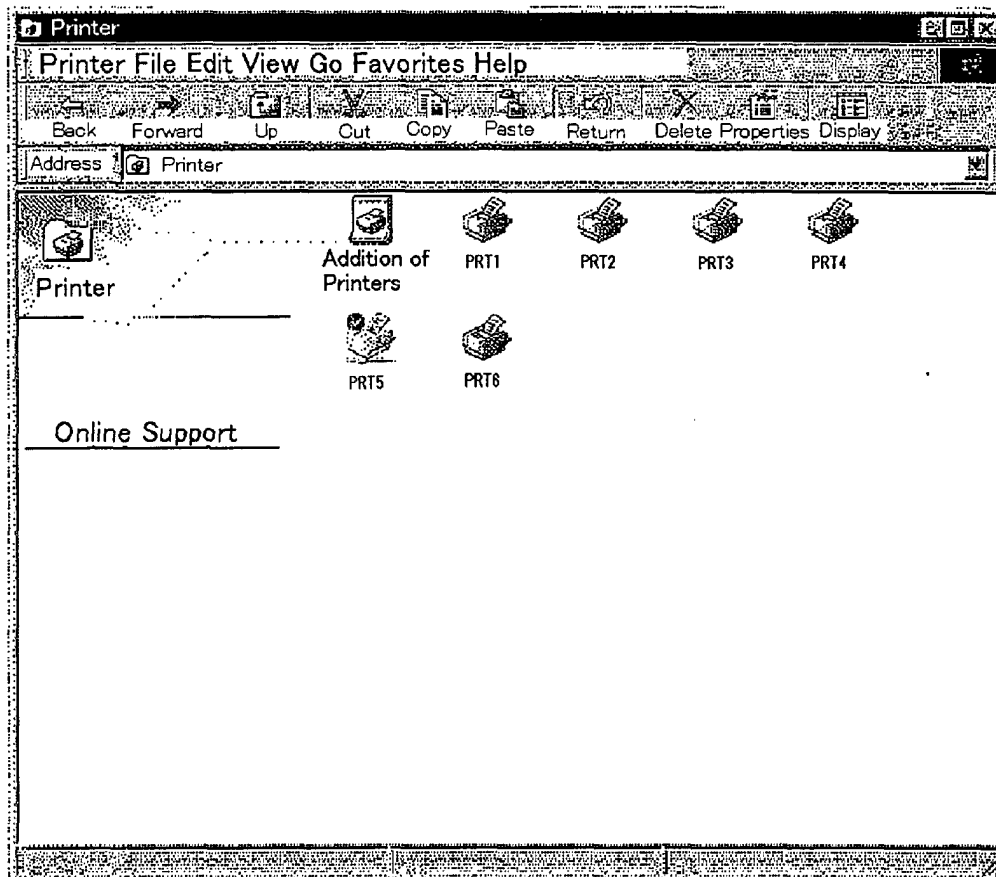 Printer
Printer File Edit View Go Favorites Help
Back Forward Up Cut Copy Paste Return Delete Properties Display
Address Printer
Printer
Addition of
Printers
PRT1 PRT2 PRT3 PRT4
PRT5 PRT6
Online Support